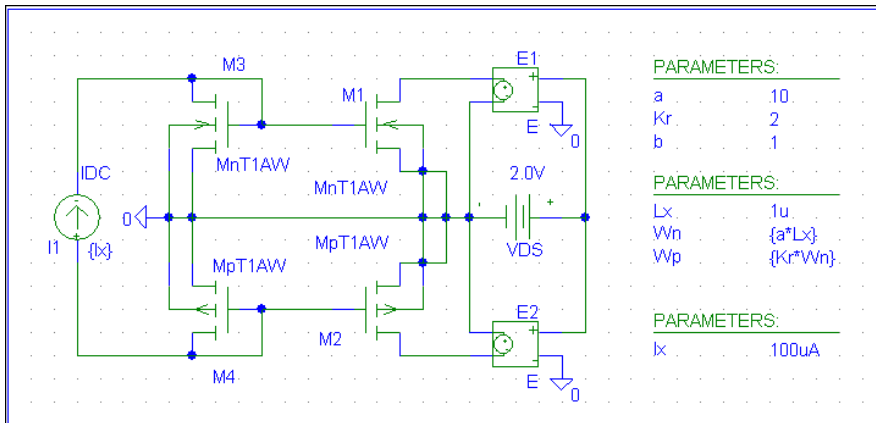 M3
E1
M1
E
0
MnT1AW
MnT1AW
IDC
-
+
I1
{Ix}
0
2.0V
- +
VDS
MpT1AW
MpT1AW
E2
M2
E
0
M4
PARAMETERS:
a 10
Kr 2
b 1
PARAMETERS:
Lx 1u
Wn {a*Lx}
Wp {Kr*Wn}
PARAMETERS:
Ix 100uA